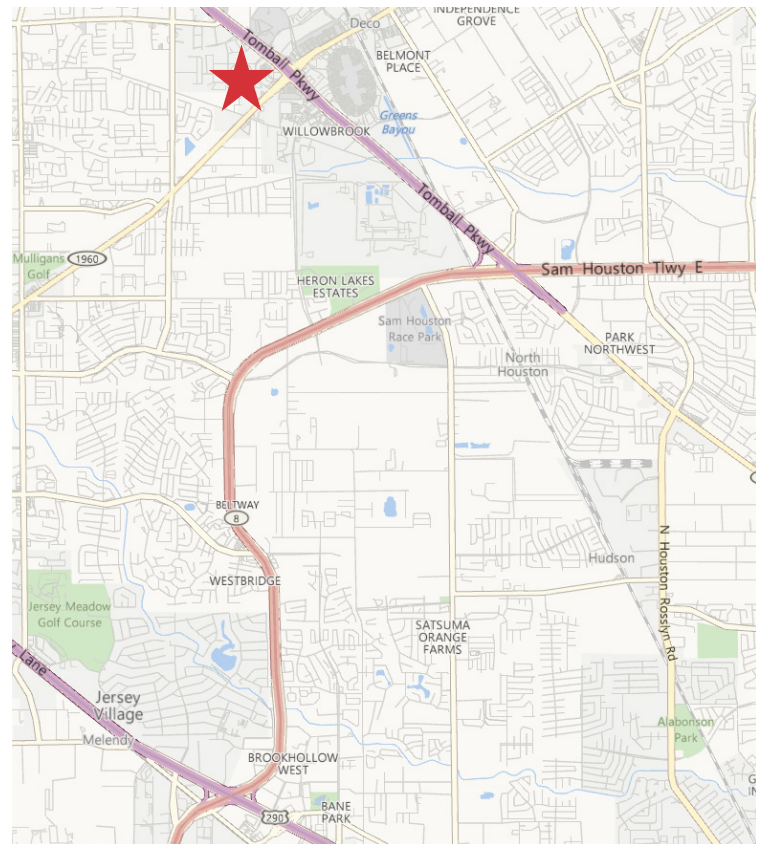 INDEPENDENCE
GROVE
Deco
Tomball Pkwy
BELMONT
PLACE
Greens
Bayou
WILLOWBROOK
Tomball Pkwy
1960
Mulligans
Golf
Sam Houston Tlwy E
HERON LAKES
ESTATES
Sam Houston
Race Park
PARK
NORTHWEST
North
Houston
BELTWAY
8
N Houston Rosslyn Rd
Hudson
WESTBRIDGE
Jersey Meadow
Golf Course
SATSUMA
ORANGE
FARMS
Lane
Jersey
Village
Melendy
Alabonson
Park
BROOKHOLLOW
WEST
BANE
PARK
290